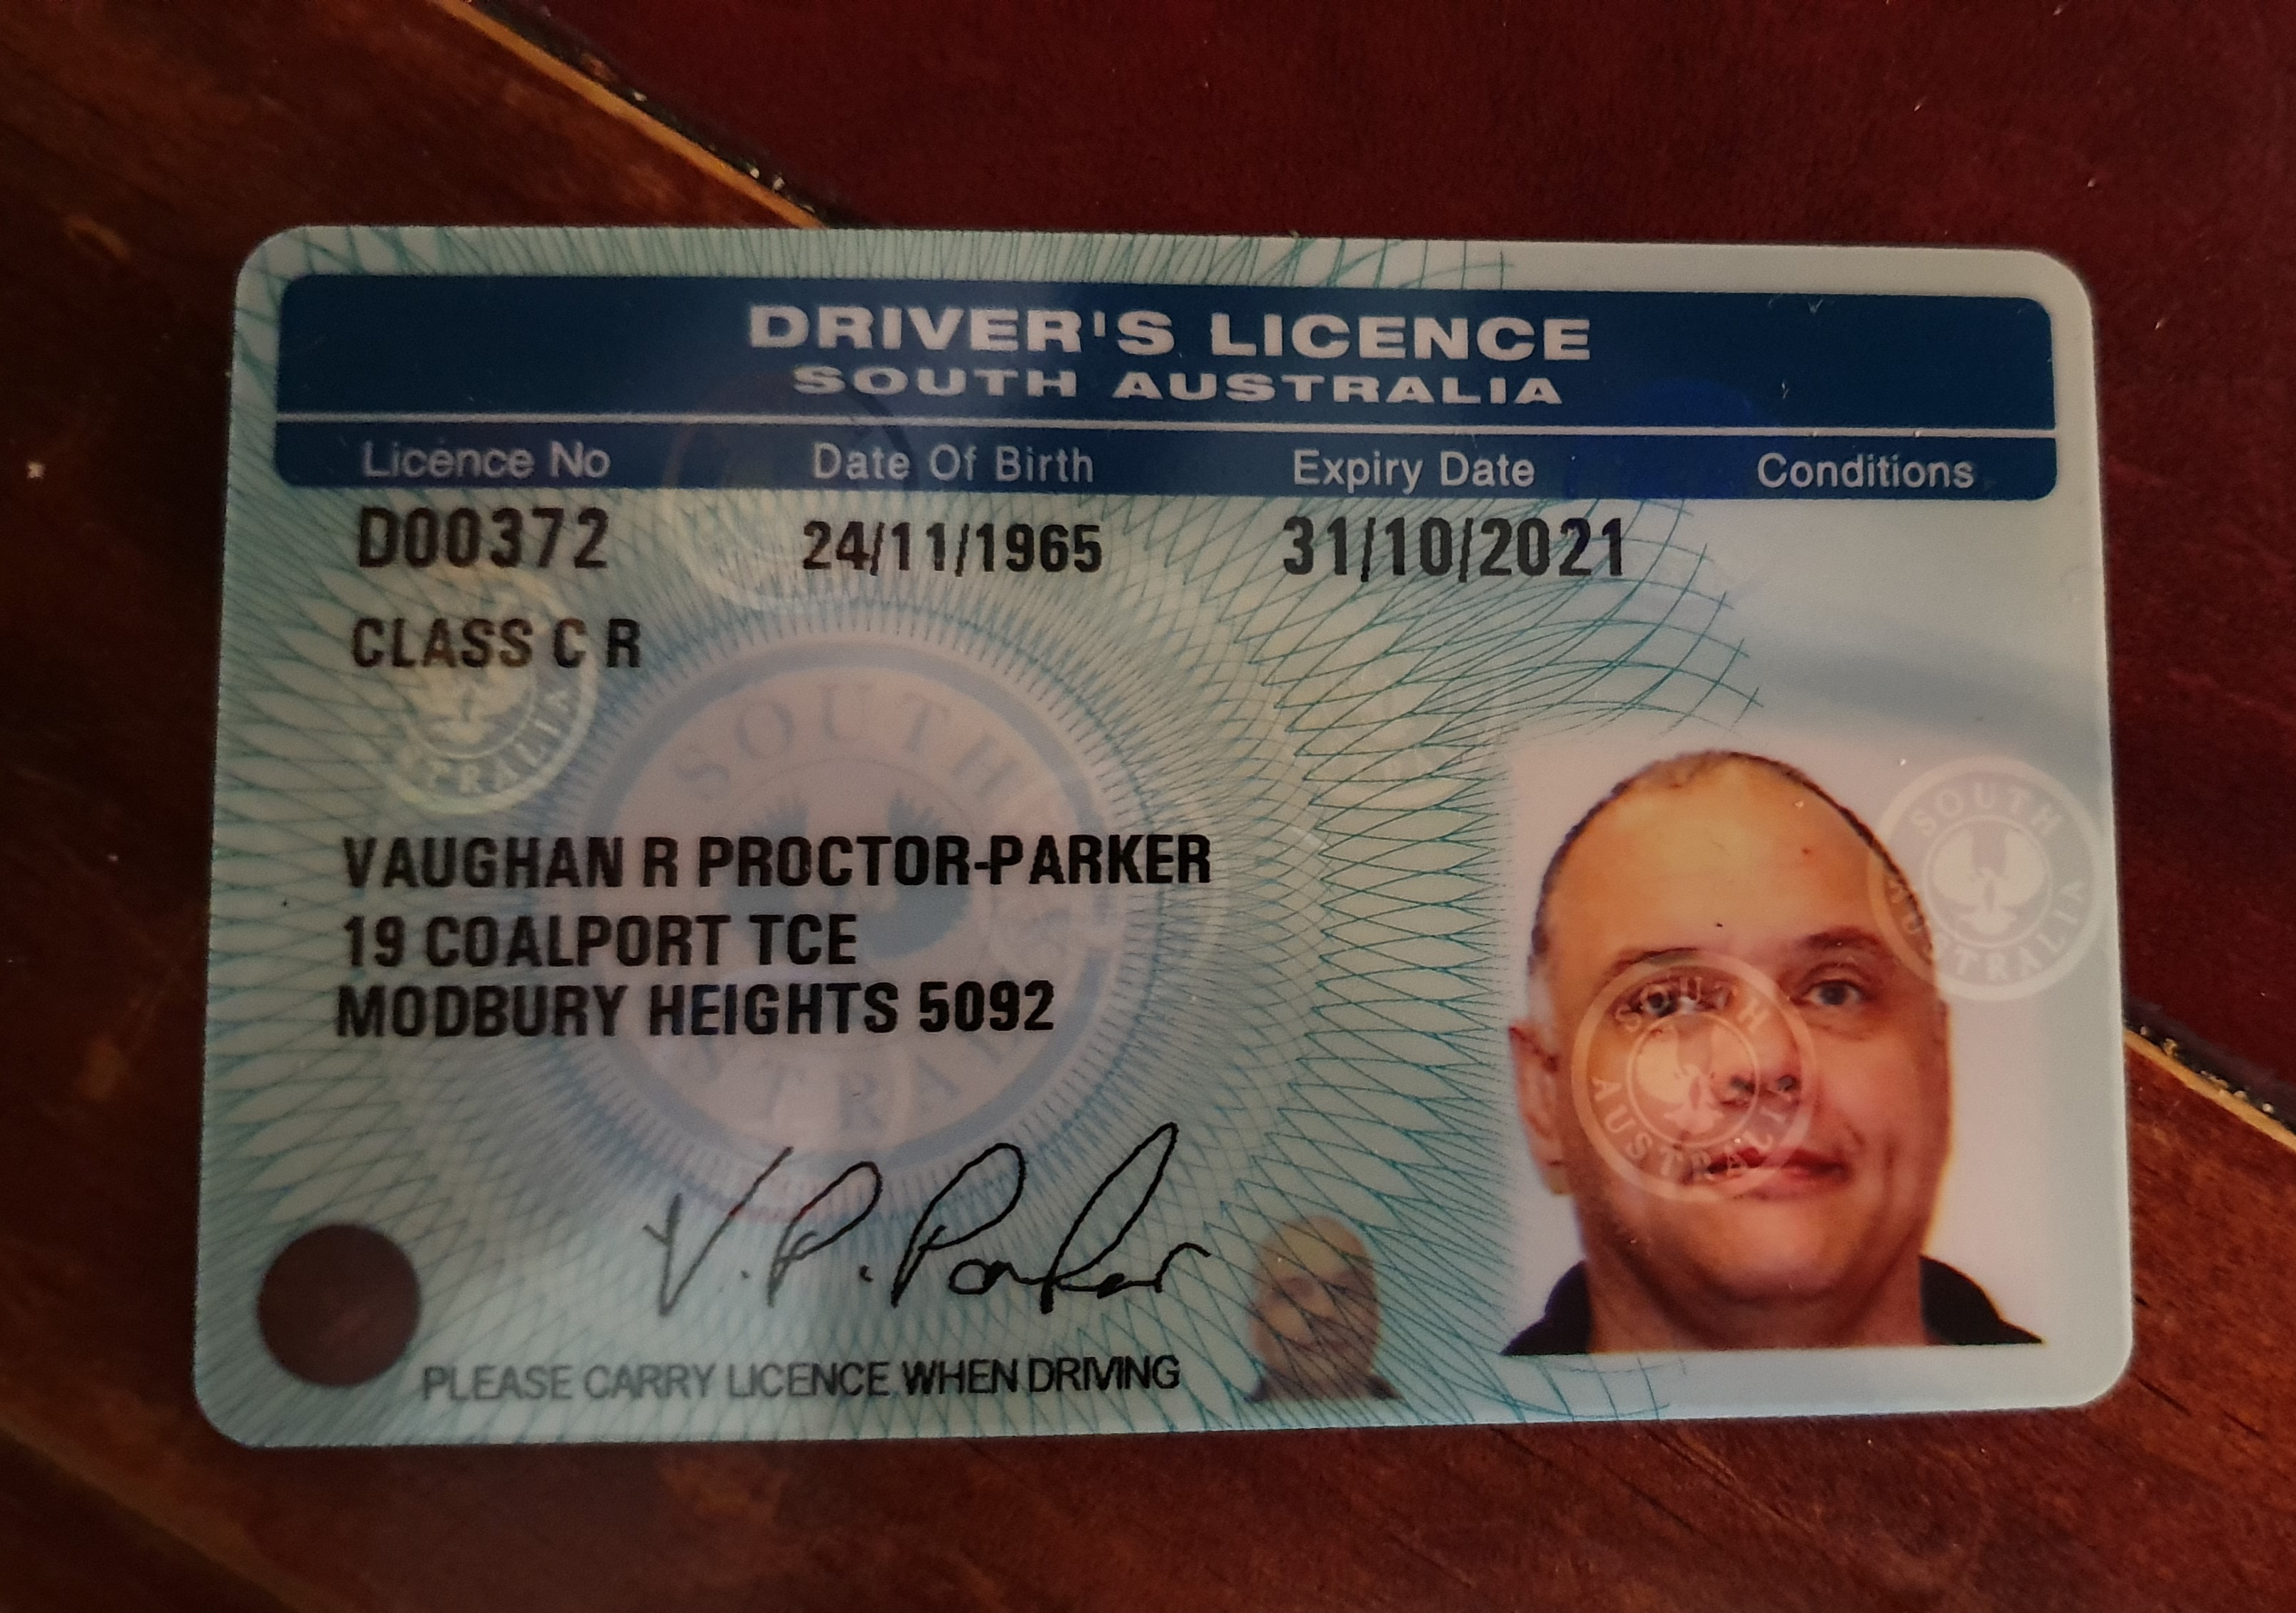 DRIVER'S LICENCE
SOUTH AUSTRALIA
Licence No Date Of Birth Expiry Date Conditions
D00372 24/11/1965 31/10/2021
CLASS C R
VAUGHAN R PROCTOR-PARKER
19 COALPORT TCE
MODBURY HEIGHTS 5092
V.P.Parker
PLEASE CARRY LICENCE WHEN DRIVING
SOUTH AUSTRALIA
SOUTH AUSTRALIA
SOUTH AUSTRALIA